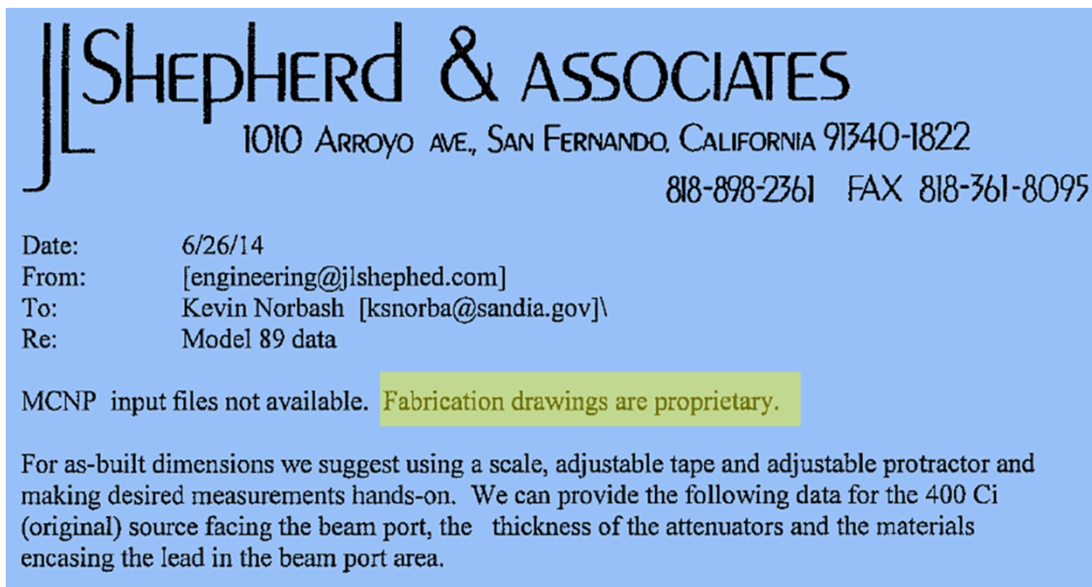 JL Shepherd & Associates
1010 Arroyo Ave., San Fernando, California 91340-1822
818-898-2361 FAX 818-361-8095
Date: 6/26/14
From: [engineering@jlshephed.com]
To: Kevin Norbash [ksnorba@sandia.gov]\
Re: Model 89 data
MCNP input files not available. Fabrication drawings are proprietary.
For as-built dimensions we suggest using a scale, adjustable tape and adjustable protractor and
making desired measurements hands-on. We can provide the following data for the 400 Ci
(original) source facing the beam port, the thickness of the attenuators and the materials
encasing the lead in the beam port area.